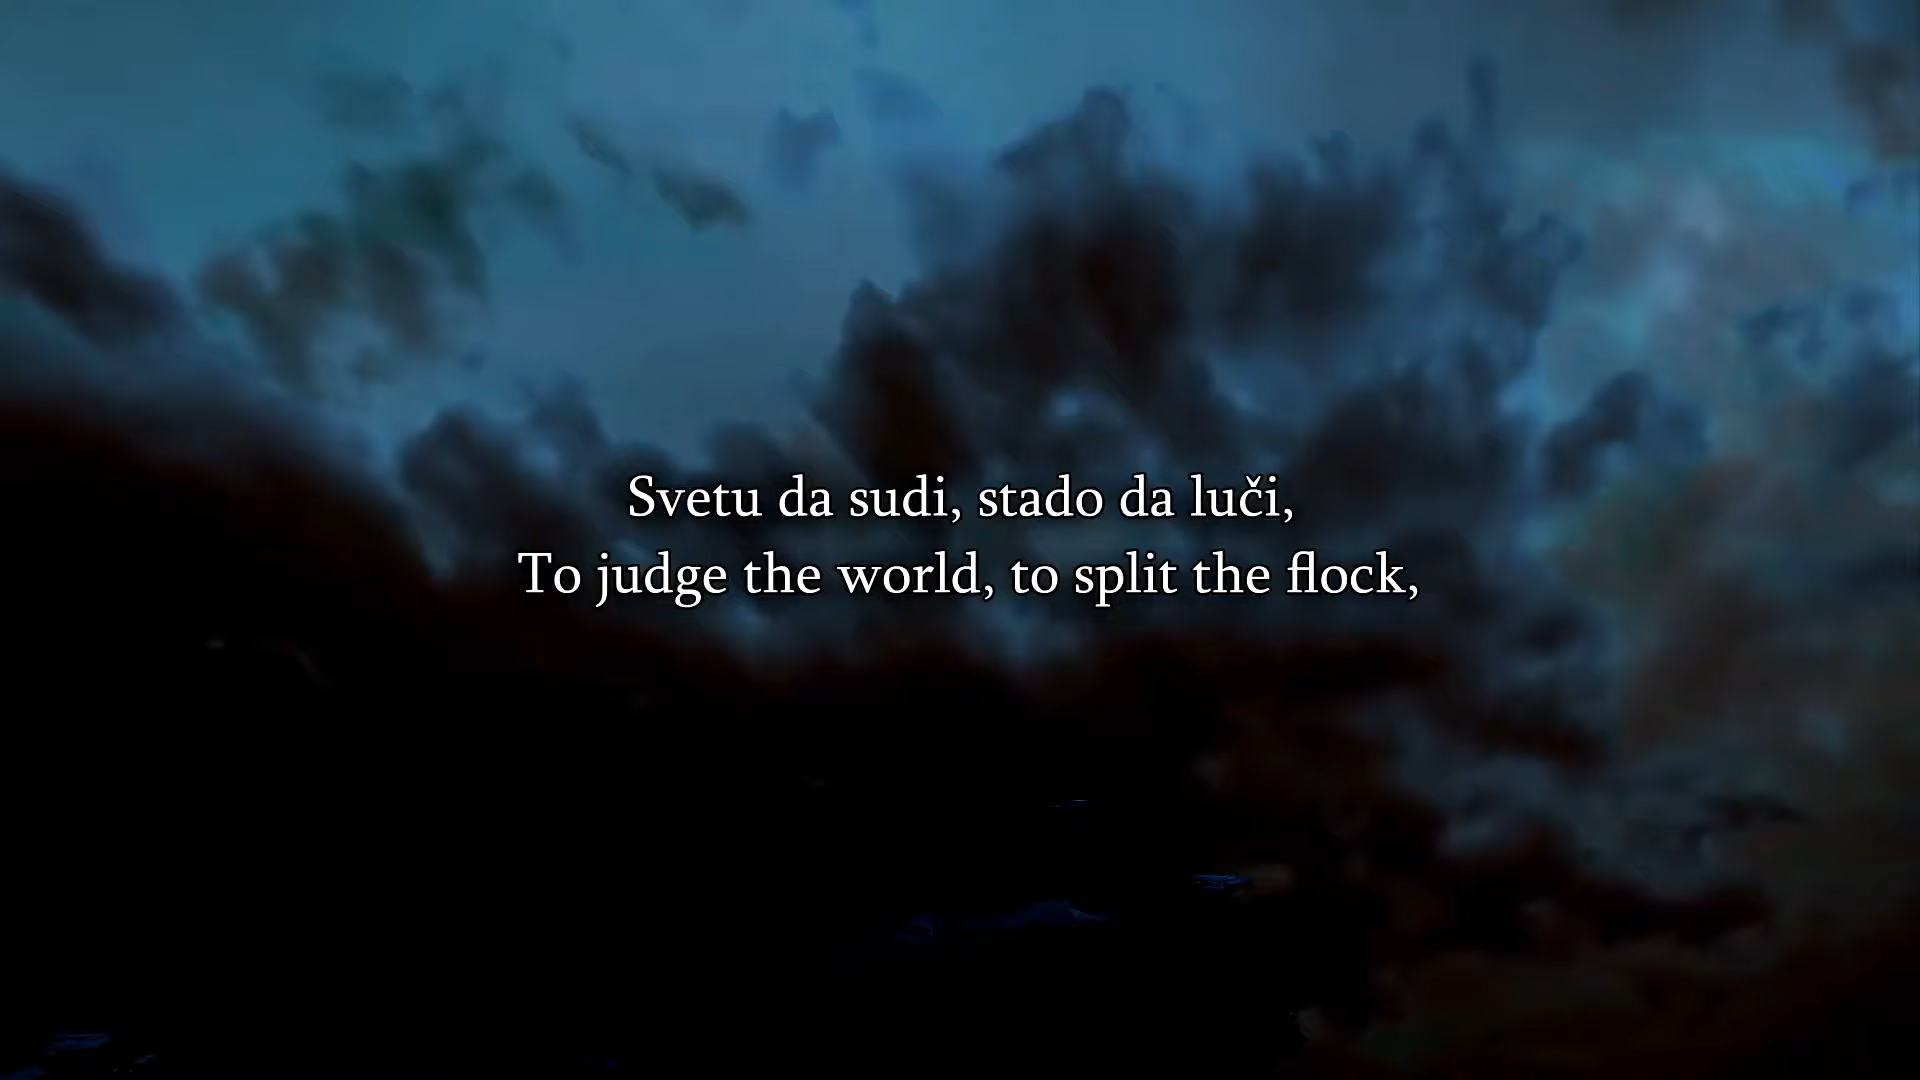 Svetu da sudi, stado da luči,
To judge the world, to split the flock,